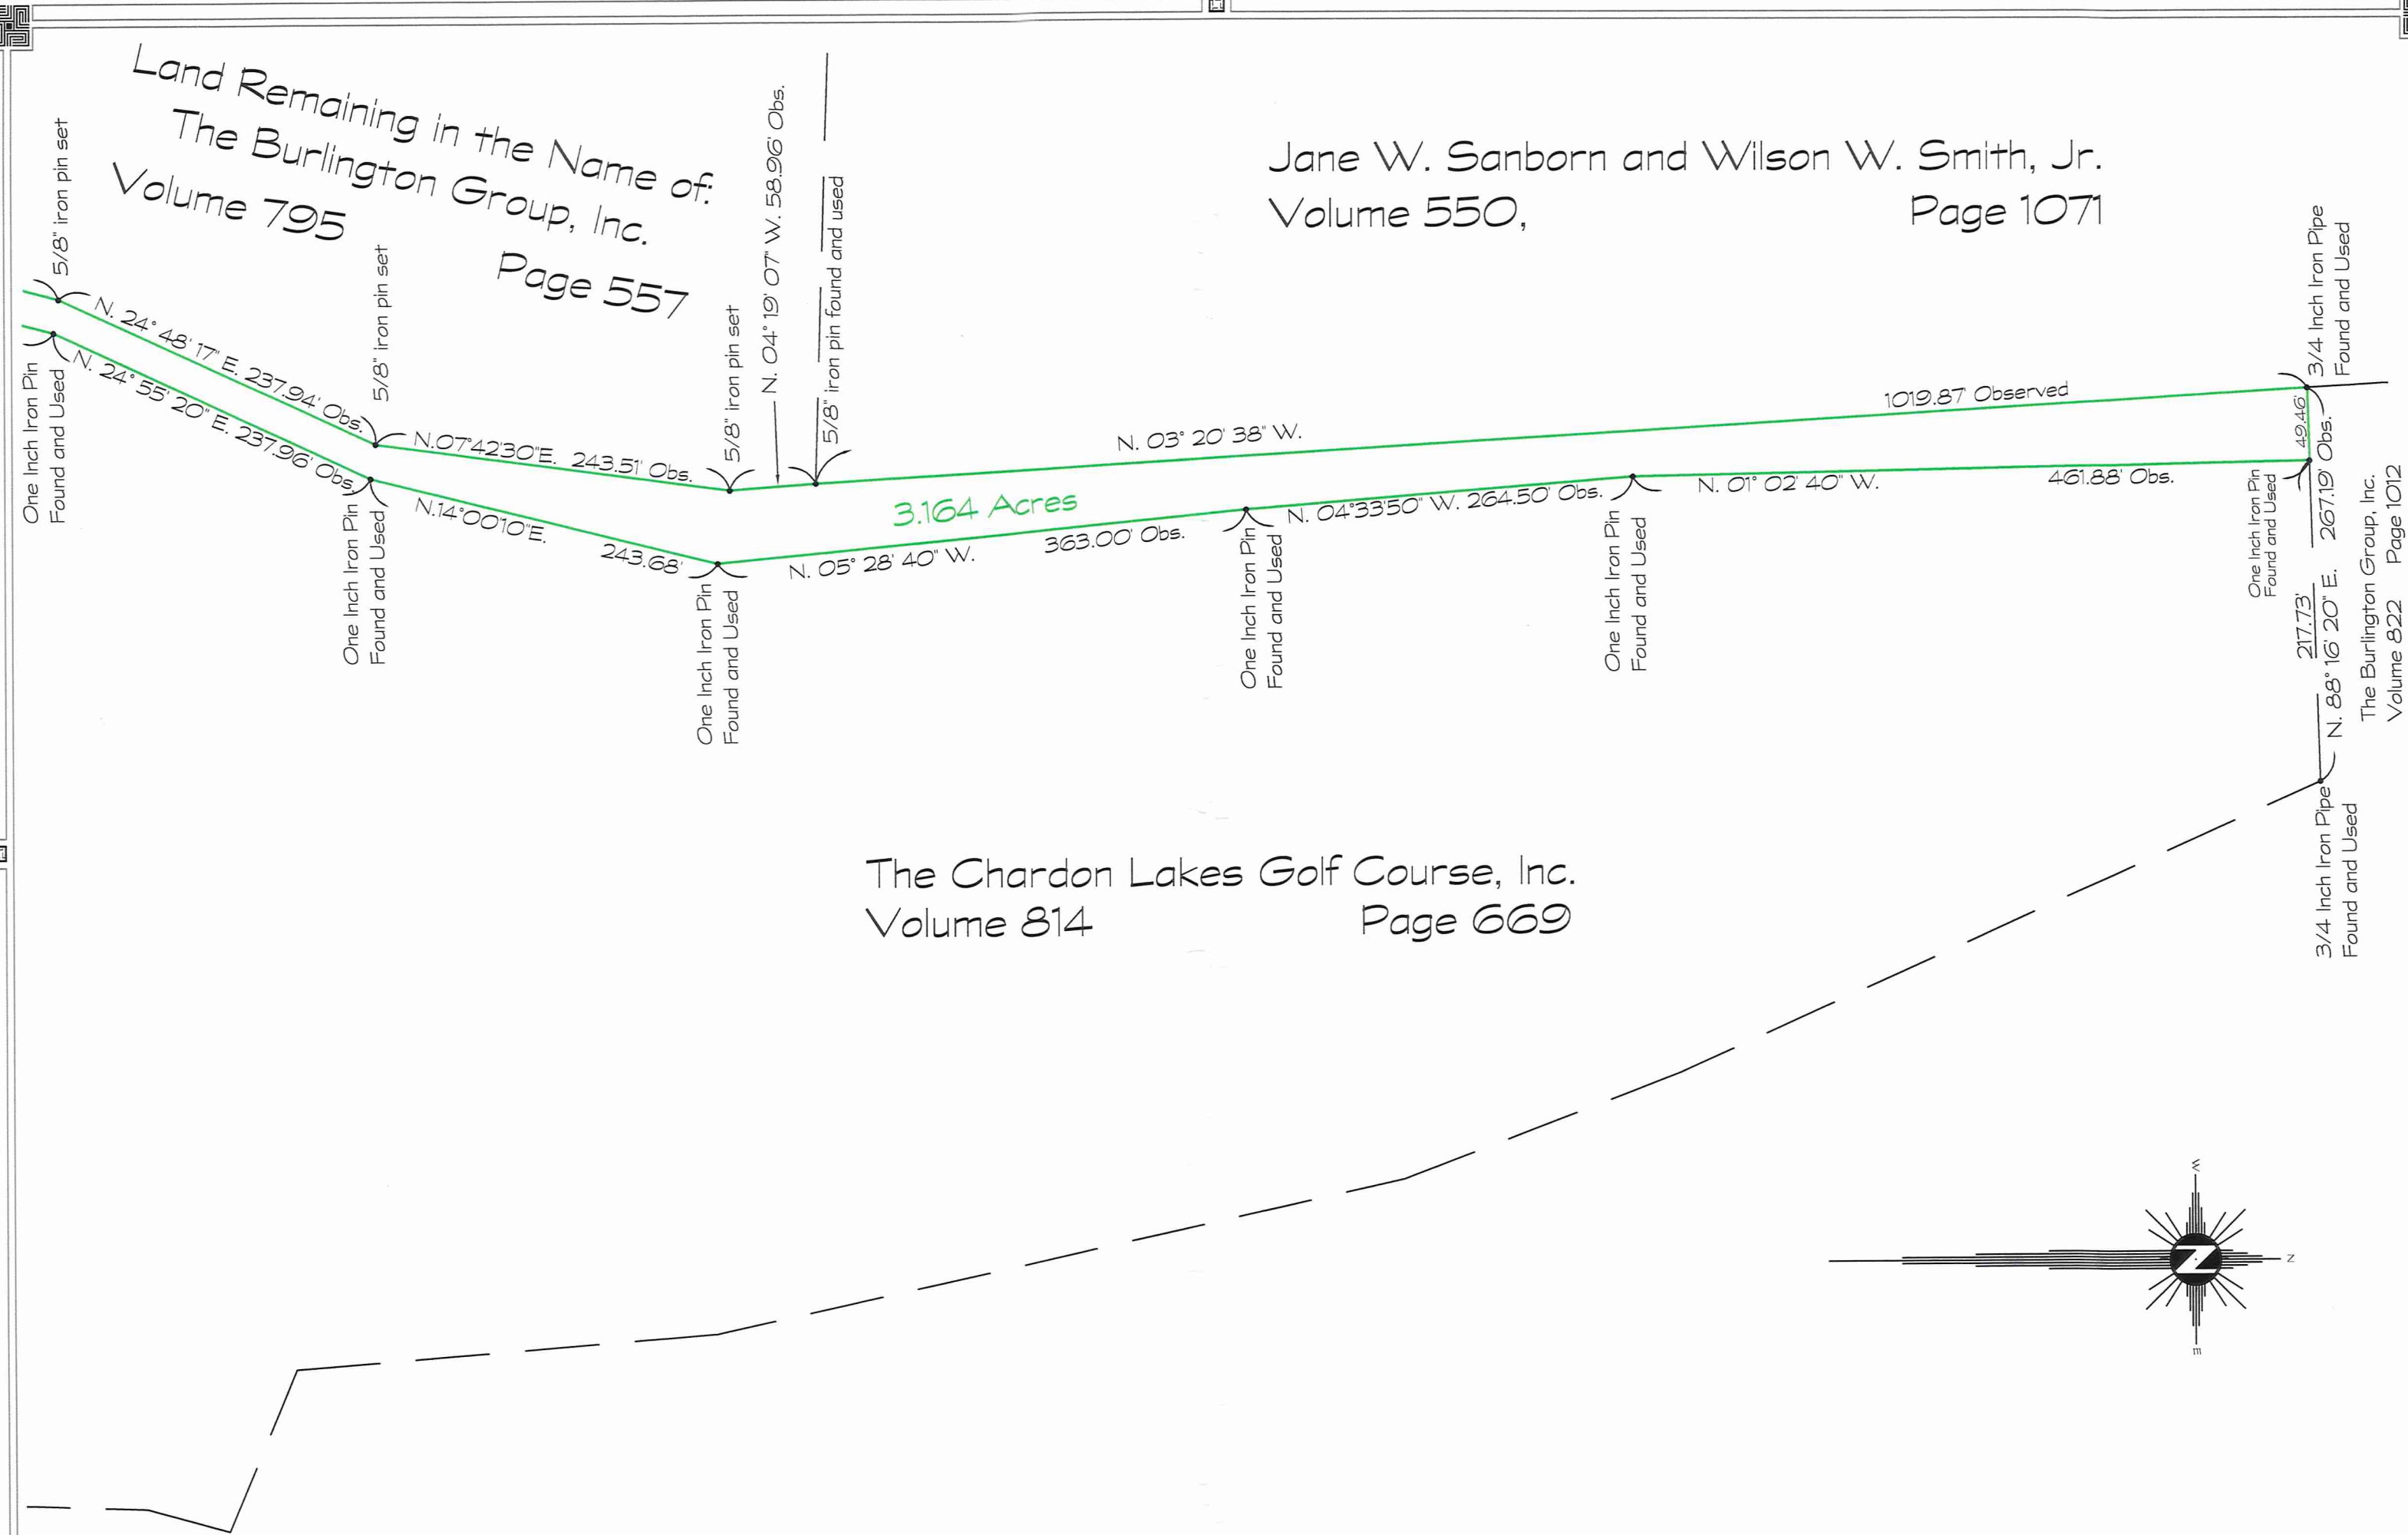 Land Remaining in the Name of:
The Burlington Group, Inc.
Volume 795
Page 557
Jane W. Sanborn and Wilson W. Smith, Jr.
Volume 550,
Page 1071
5/8" iron pin set
5/8" iron pin set
5/8" iron pin set
N. 04° 19' 07" W. 58.96' Obs.
5/8" iron pin found and used
3/4 Inch Iron Pipe
Found and Used
N. 24° 48' 17" E. 237.94' Obs.
N. 24° 55' 20" E. 237.96' Obs.
N.07°42'30"E. 243.51' Obs.
N.14°00'10"E.
243.68'
N. 03° 20' 38" W.
1019.87' Observed
3.164 Acres
N. 05° 28' 40" W.
363.00' Obs.
N. 04°33'50" W. 264.50' Obs.
N. 01° 02' 40" W.
461.88' Obs.
49.46'
One Inch Iron Pin
Found and Used
One Inch Iron Pin
Found and Used
One Inch Iron Pin
Found and Used
One Inch Iron Pin
Found and Used
One Inch Iron Pin
Found and Used
One Inch Iron Pin
Found and Used
217.73'
N. 88° 16' 20" E. 267.19' Obs.
The Burlington Group, Inc.
Volume 822 Page 1012
3/4 Inch Iron Pipe
Found and Used
The Chardon Lakes Golf Course, Inc.
Volume 814
Page 669
W
N
Z
E